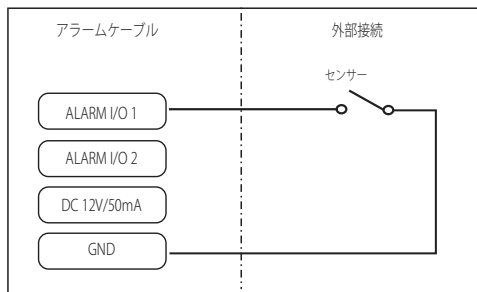 アラームケーブル
外部接続
センサー
ALARM I/O 1
ALARM I/O 2
DC 12V/50mA
GND